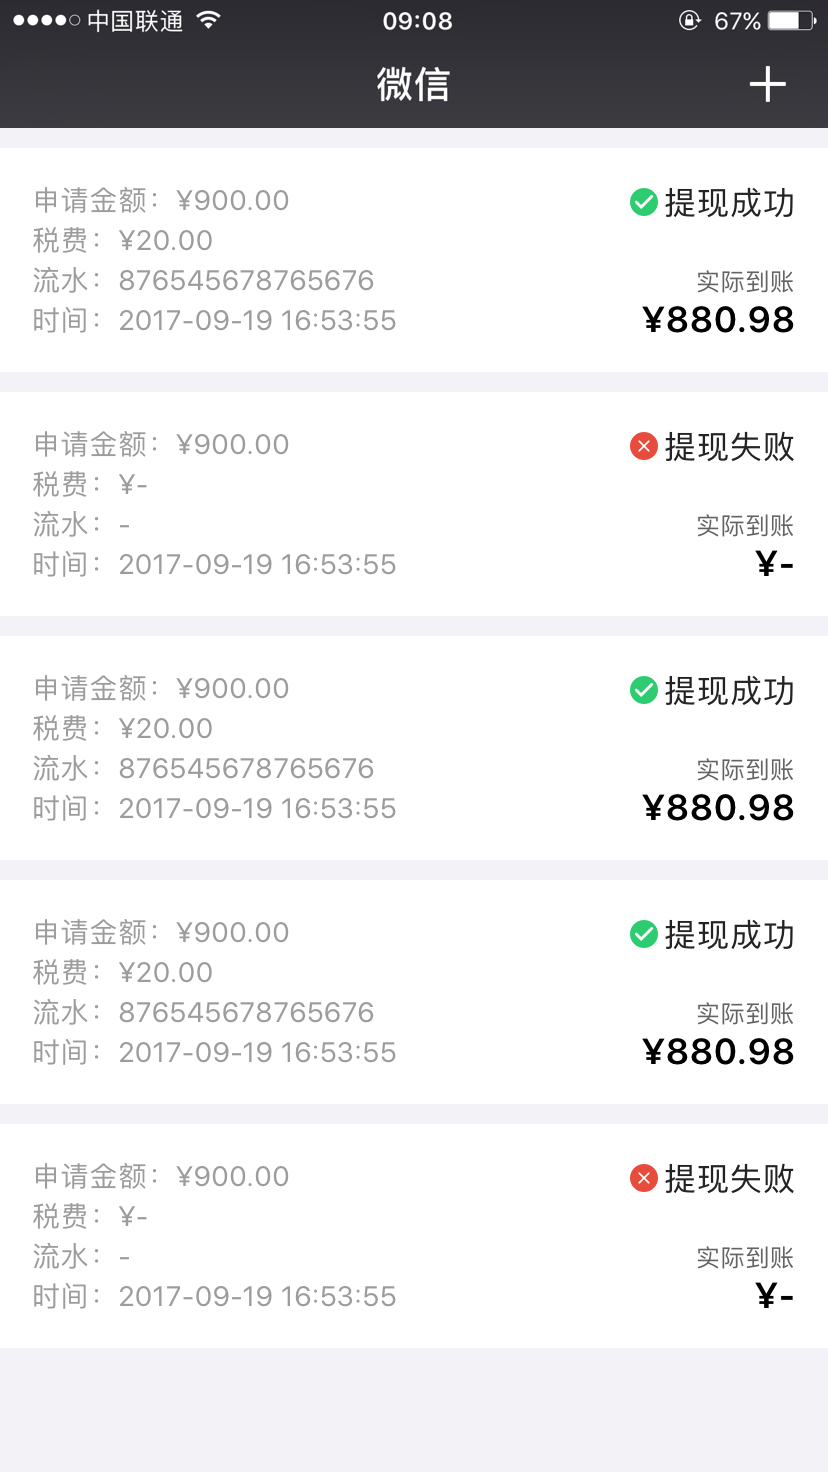 中国联通 09:08 67%
微信
申请金额：¥900.00 提现成功
税费：¥20.00
流水：876545678765676 实际到账
时间：2017-09-19 16:53:55 ¥880.98
申请金额：¥900.00 提现失败
税费：¥-
流水：- 实际到账
时间：2017-09-19 16:53:55 ¥-
申请金额：¥900.00 提现成功
税费：¥20.00
流水：876545678765676 实际到账
时间：2017-09-19 16:53:55 ¥880.98
申请金额：¥900.00 提现成功
税费：¥20.00
流水：876545678765676 实际到账
时间：2017-09-19 16:53:55 ¥880.98
申请金额：¥900.00 提现失败
税费：¥-
流水：- 实际到账
时间：2017-09-19 16:53:55 ¥-